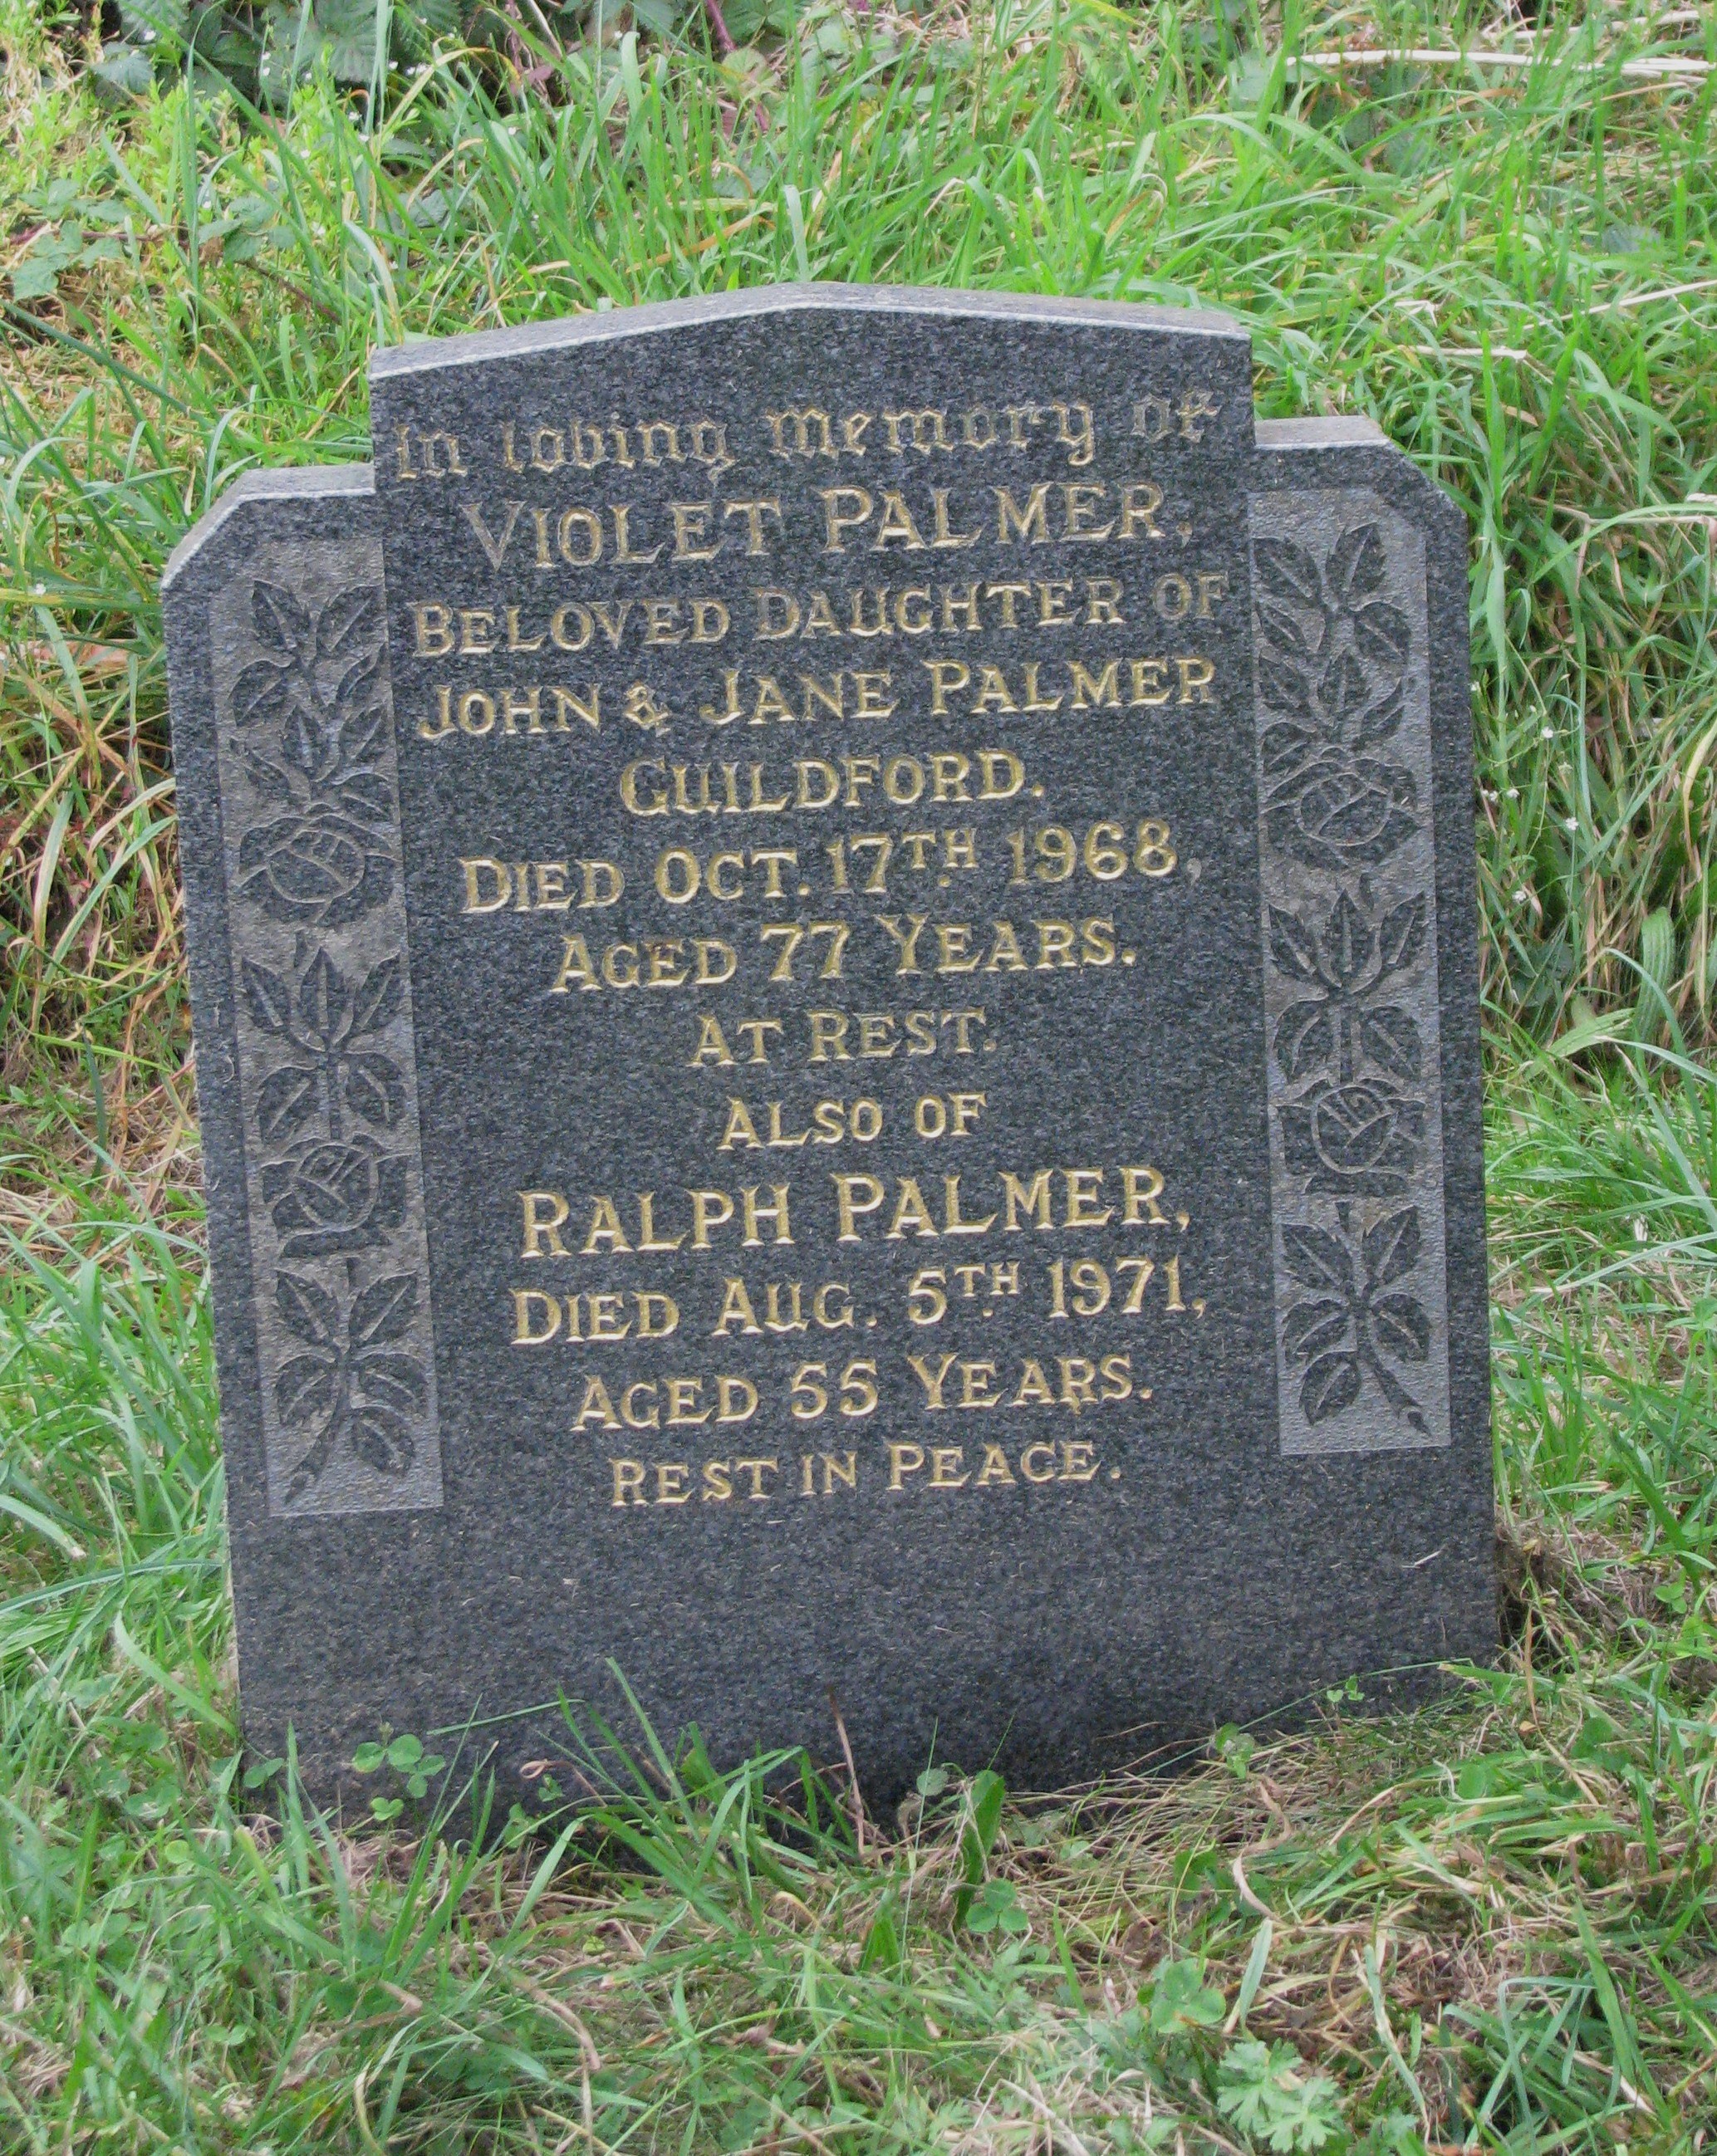 In loving memory of
VIOLET PALMER,
BELOVED DAUGHTER OF
JOHN & JANE PALMER
GUILDFORD.
DIED OCT. 17TH. 1968,
AGED 77 YEARS.
AT REST.
ALSO OF
RALPH PALMER,
DIED AUG. 5TH. 1971,
AGED 55 YEARS.
REST IN PEACE.